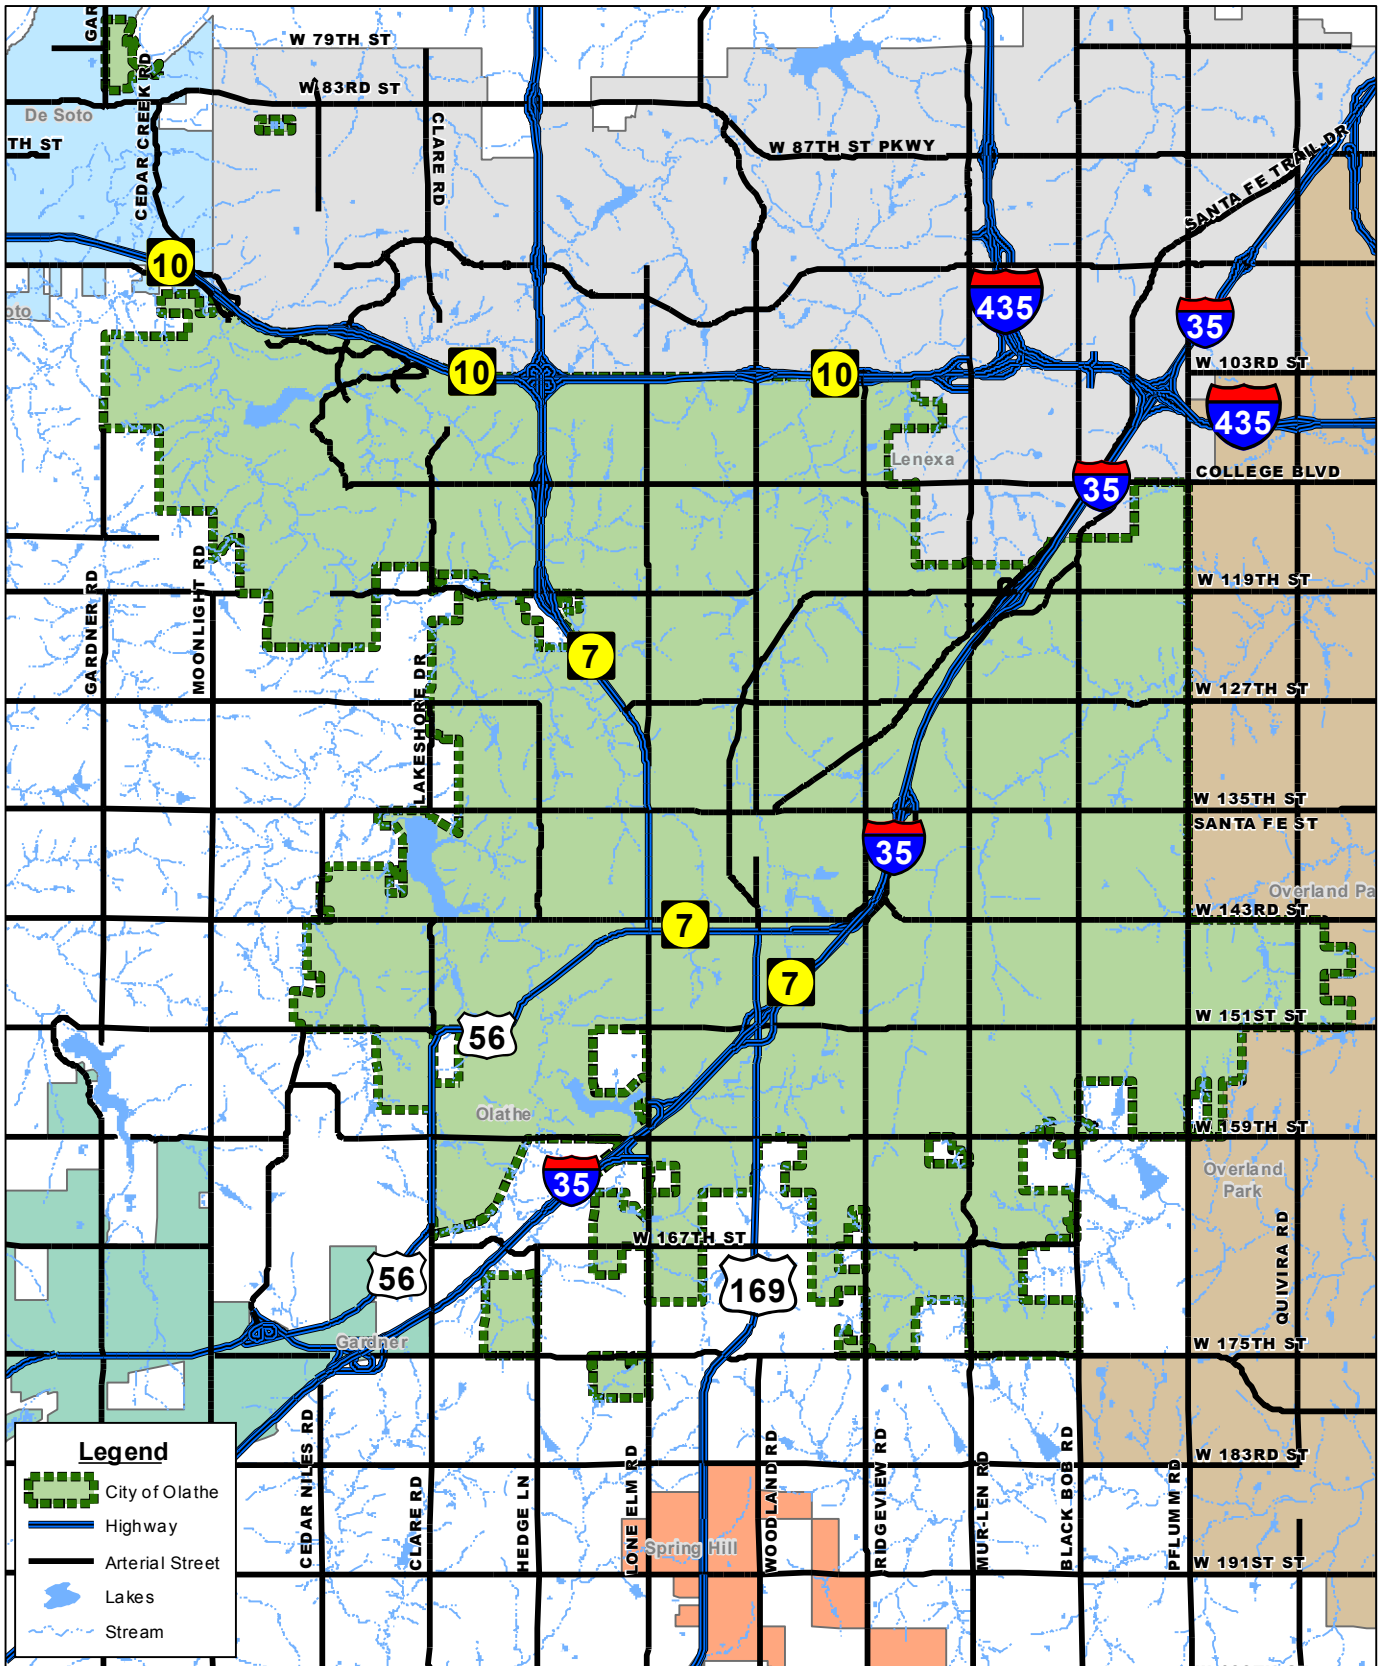 GAR
W 79TH ST
CEDAR CREEK RD
W 83RD ST
De Soto
CLARE RD
TH ST
W 87TH ST PKWY
SANTA FE TRAIL DR
10
435
35
oto
W 103RD ST
10
10
435
Lenexa
COLLEGE BLVD
35
MOONLIGHT RD
GARDNER RD
W 119TH ST
7
LAKESHORE DR
W 127TH ST
W 135TH ST
SANTA FE ST
35
Overland Pa
W 143RD ST
7
7
W 151ST ST
56
Olathe
W 159TH ST
35
Overland
Park
QUIVIRA RD
W 167TH ST
56
169
Gardner
W 175TH ST
CEDAR NILES RD
CLARE RD
HEDGE LN
LONE ELM RD
WOODLAND RD
RIDGEVIEW RD
MUR-LEN RD
BLACK BOB RD
PFLUMM RD
W 183RD ST
Spring Hill
W 191ST ST
Legend
City of Olathe
Highway
Arterial Street
Lakes
Stream